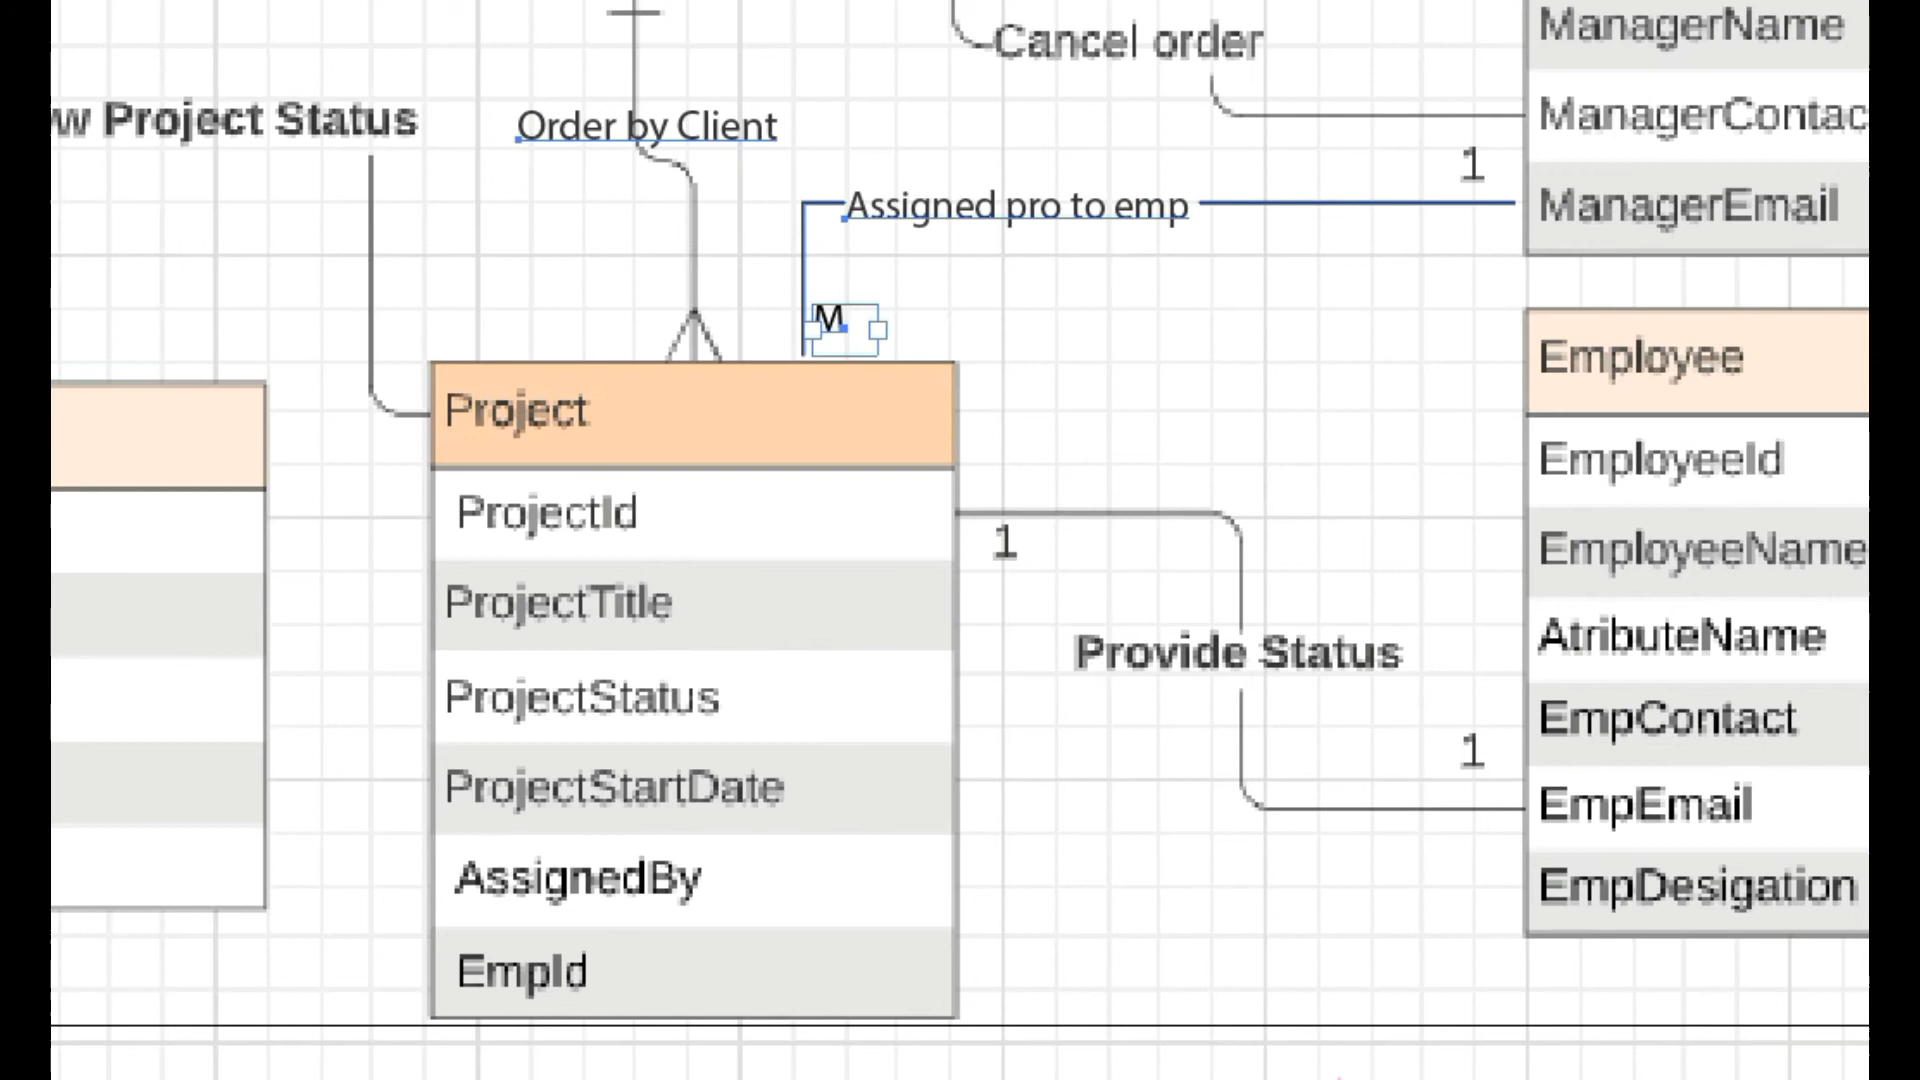 ManagerName
Cancel order
ManagerContac
w Project Status
Order by Client
1
Assigned pro to emp
ManagerEmail
M
Employee
Project
EmployeeId
ProjectId
1
EmployeeName
ProjectTitle
AtributeName
Provide Status
ProjectStatus
EmpContact
1
ProjectStartDate
EmpEmail
AssignedBy
EmpDesigation
EmpId